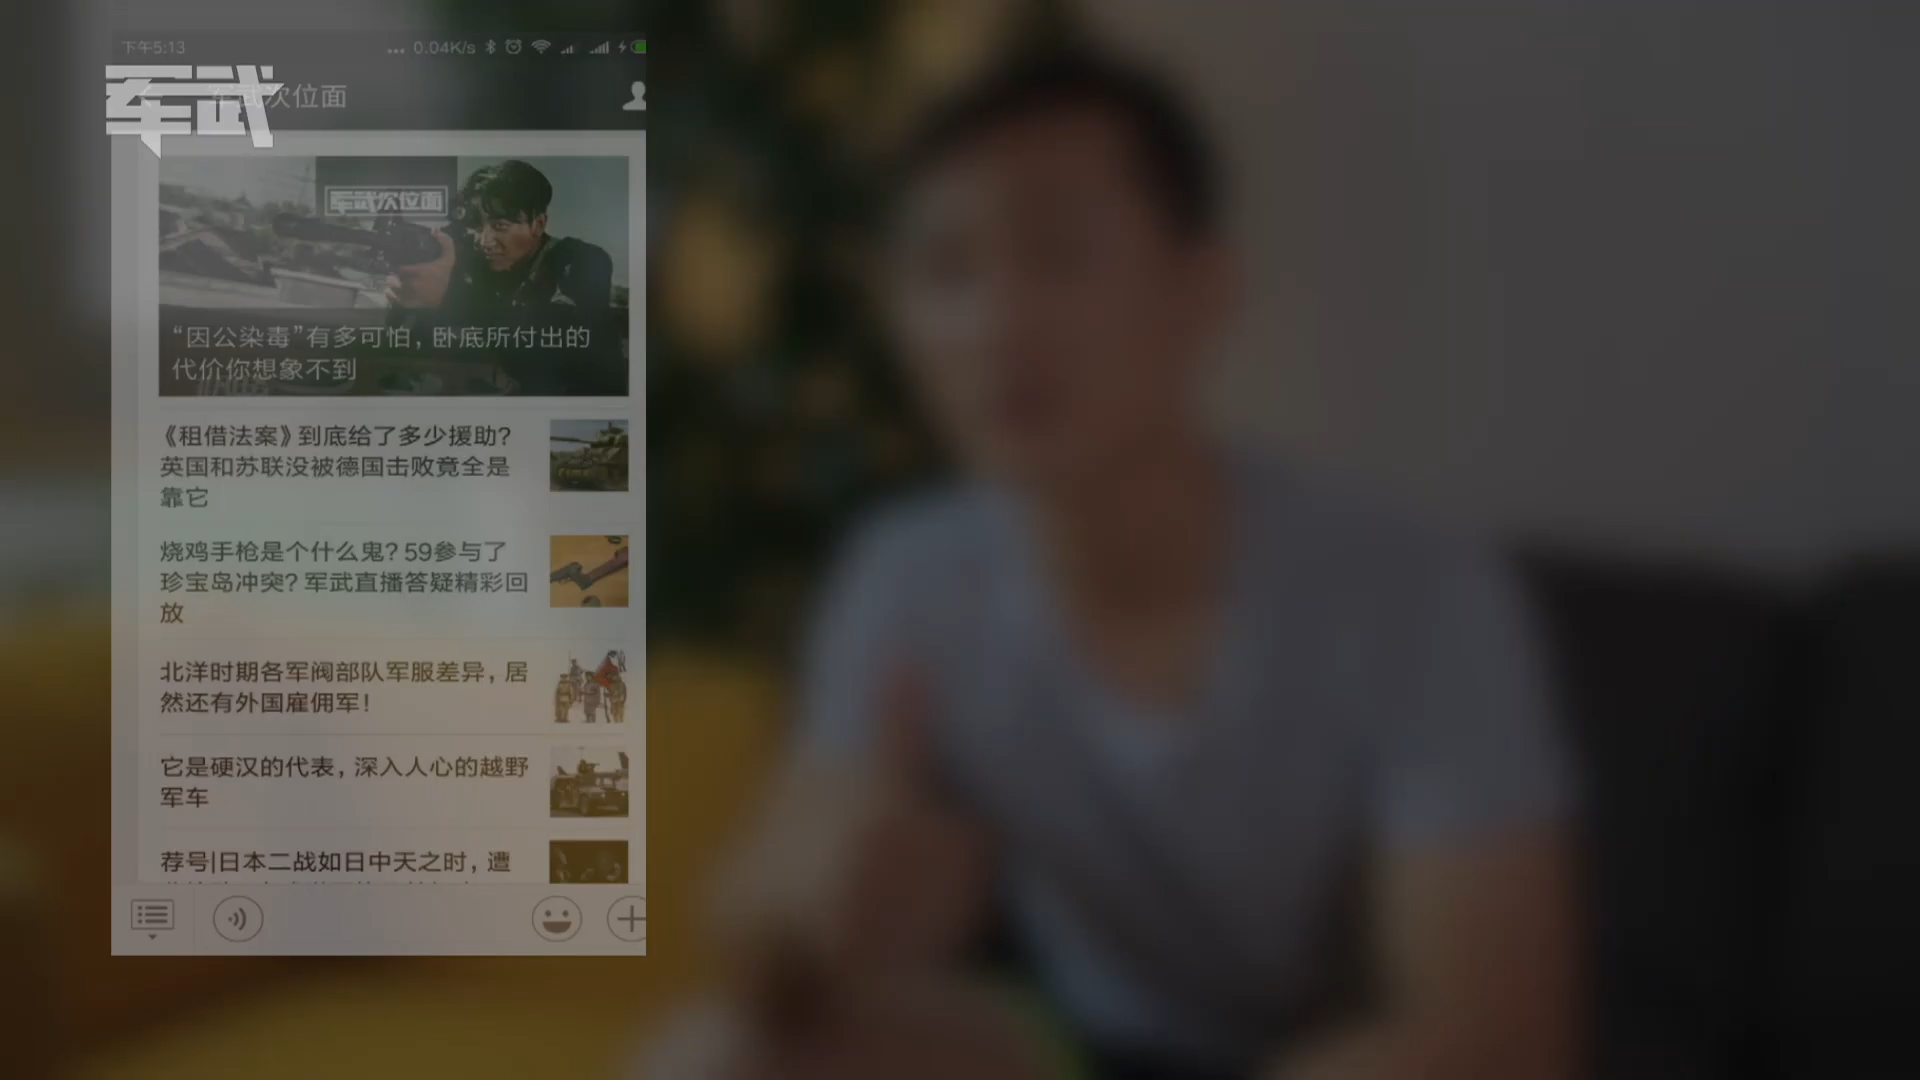 下午5:13
... 0.04K/s
军武
军武次位面
军武次位面
“因公染毒”有多可怕，卧底所付出的
代价你想象不到
《租借法案》到底给了多少援助？
英国和苏联没被德国击败竟全是
靠它
烧鸡手枪是个什么鬼？59参与了
珍宝岛冲突？军武直播答疑精彩回
放
北洋时期各军阀部队军服差异，居
然还有外国雇佣军！
它是硬汉的代表，深入人心的越野
军车
荐号|日本二战如日中天之时，遭